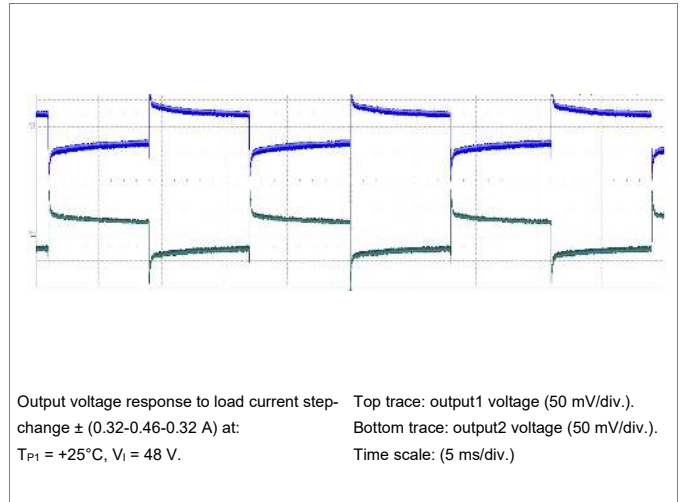 Output voltage response to load current step-
change ± (0.32-0.46-0.32 A) at:
TP1 = +25°C, VI = 48 V.
Top trace: output1 voltage (50 mV/div.).
Bottom trace: output2 voltage (50 mV/div.).
Time scale: (5 ms/div.)